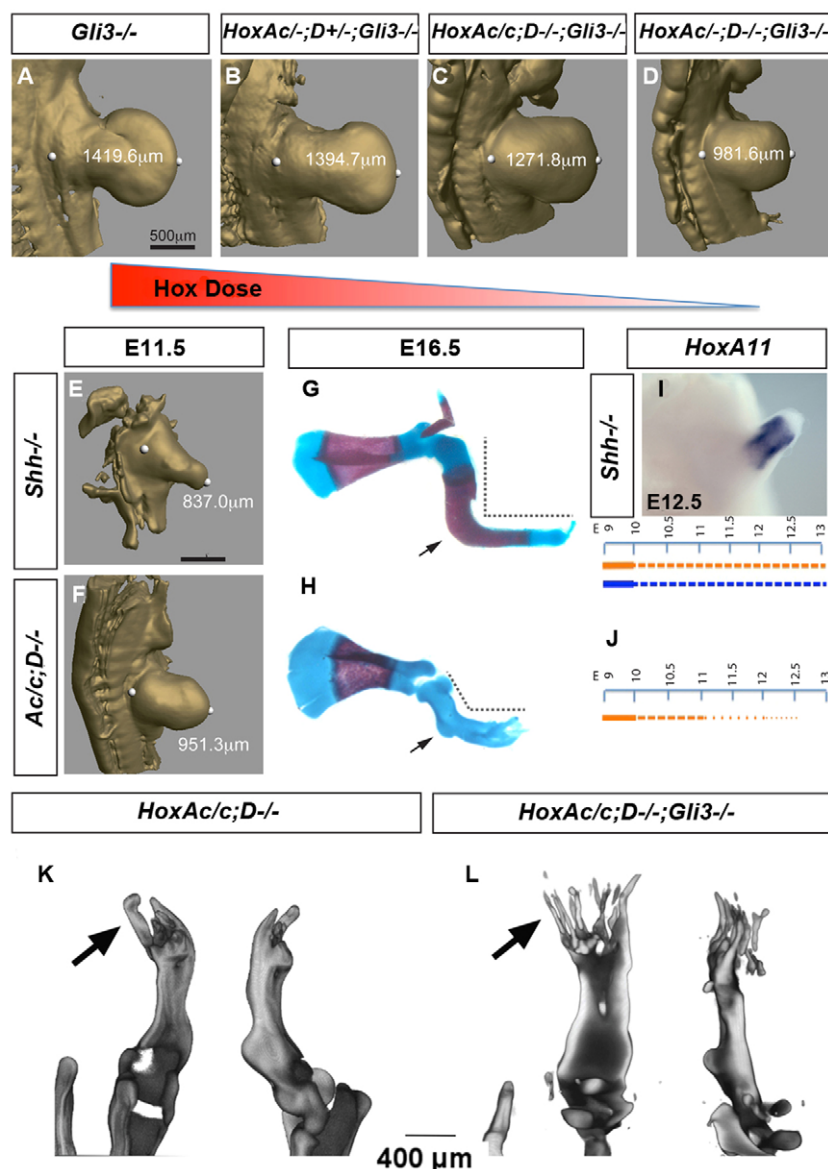 Gli3-/-
HoxAc/-;D+/-;Gli3-/-
HoxAc/c;D-/-;Gli3-/-
HoxAc/-;D-/-;Gli3-/-
A
B
C
D
1419.6μm
1394.7μm
1271.8μm
981.6μm
500μm
Hox Dose
E11.5
E16.5
HoxA11
Shh-/-
E
837.0μm
G
Shh-/-
I
E12.5
E 9 10 10.5 11 11.5 12 12.5 13
Ac/c;D-/-
F
951.3μm
H
J
E 9 10 10.5 11 11.5 12 12.5 13
HoxAc/c;D-/-
HoxAc/c;D-/-;Gli3-/-
K
L
400 μm